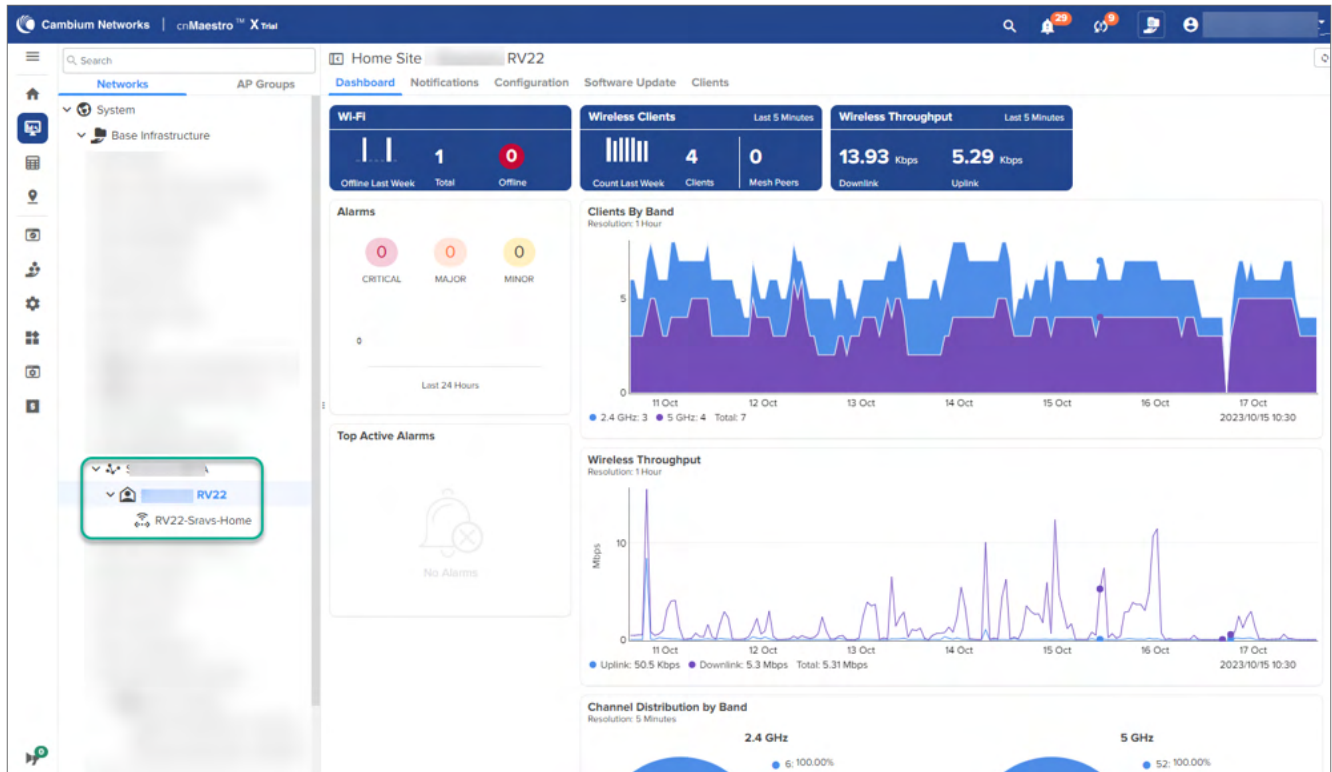 Cambium Networks | cnMaestro™ X Trial
29
9
Search
Networks
AP Groups
System
Base Infrastructure
RV22
RV22-Sravs-Home
0
Home Site RV22
Dashboard Notifications Configuration Software Update Clients
Wi-Fi
1
0
Offline Last Week Total Offline
Wireless Clients Last 5 Minutes
4 0
Count Last Week Clients Mesh Peers
Wireless Throughput Last 5 Minutes
13.93 Kbps 5.29 Kbps
Downlink Uplink
Alarms
0 0 0
CRITICAL MAJOR MINOR
0
Last 24 Hours
Top Active Alarms
No Alarms
Clients By Band
Resolution: 1 Hour
5
0
11 Oct 12 Oct 13 Oct 14 Oct 15 Oct 16 Oct 17 Oct
2.4 GHz: 3 5 GHz: 4 Total: 7 2023/10/15 10:30
Wireless Throughput
Resolution: 1 Hour
Mbps
10
0
11 Oct 12 Oct 13 Oct 14 Oct 15 Oct 16 Oct 17 Oct
Uplink: 50.5 Kbps Downlink: 5.3 Mbps Total: 5.31 Mbps 2023/10/15 10:30
Channel Distribution by Band
Resolution: 5 Minutes
2.4 GHz 5 GHz
6: 100.00% 52: 100.00%